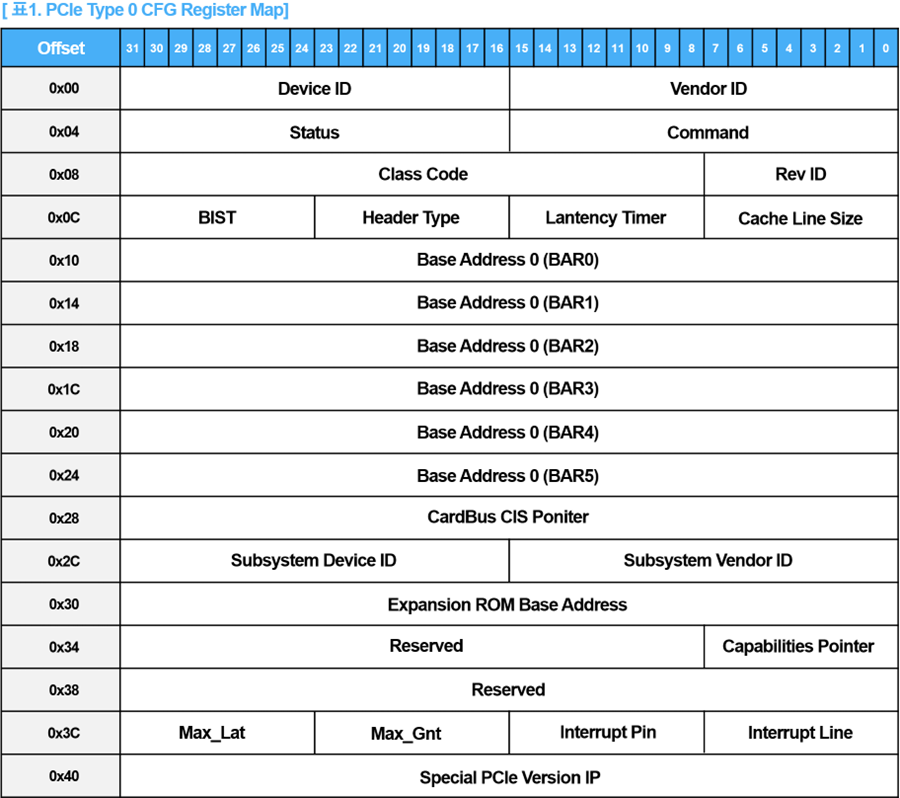 [ 표1. PCIe Type 0 CFG Register Map]
Offset 31 30 29 28 27 26 25 24 23 22 21 20 19 18 17 16 15 14 13 12 11 10 9 8 7 6 5 4 3 2 1 0
0x00 Device ID Vendor ID
0x04 Status Command
0x08 Class Code Rev ID
0x0C BIST Header Type Lantency Timer Cache Line Size
0x10 Base Address 0 (BAR0)
0x14 Base Address 0 (BAR1)
0x18 Base Address 0 (BAR2)
0x1C Base Address 0 (BAR3)
0x20 Base Address 0 (BAR4)
0x24 Base Address 0 (BAR5)
0x28 CardBus CIS Poniter
0x2C Subsystem Device ID Subsystem Vendor ID
0x30 Expansion ROM Base Address
0x34 Reserved Capabilities Pointer
0x38 Reserved
0x3C Max_Lat Max_Gnt Interrupt Pin Interrupt Line
0x40 Special PCIe Version IP